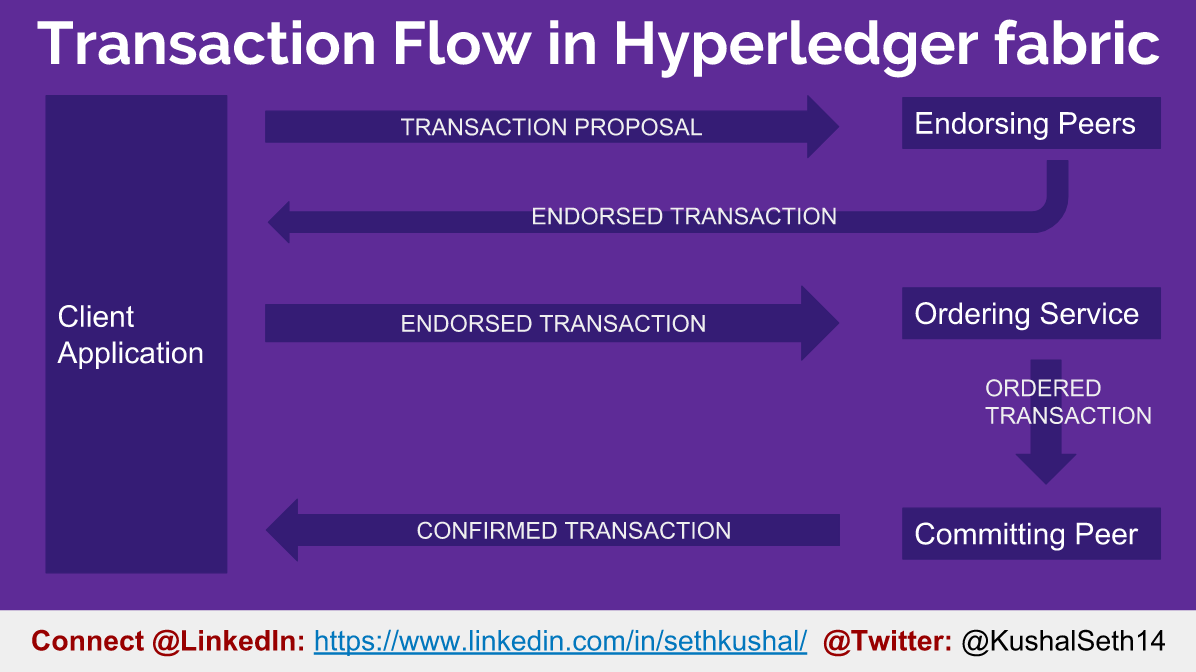 Transaction Flow in Hyperledger fabric
TRANSACTION PROPOSAL
Endorsing Peers
ENDORSED TRANSACTION
Client
Application
ENDORSED TRANSACTION
Ordering Service
ORDERED
TRANSACTION
CONFIRMED TRANSACTION
Committing Peer
Connect @LinkedIn: https://www.linkedin.com/in/sethkushal/ @Twitter: @KushalSeth14